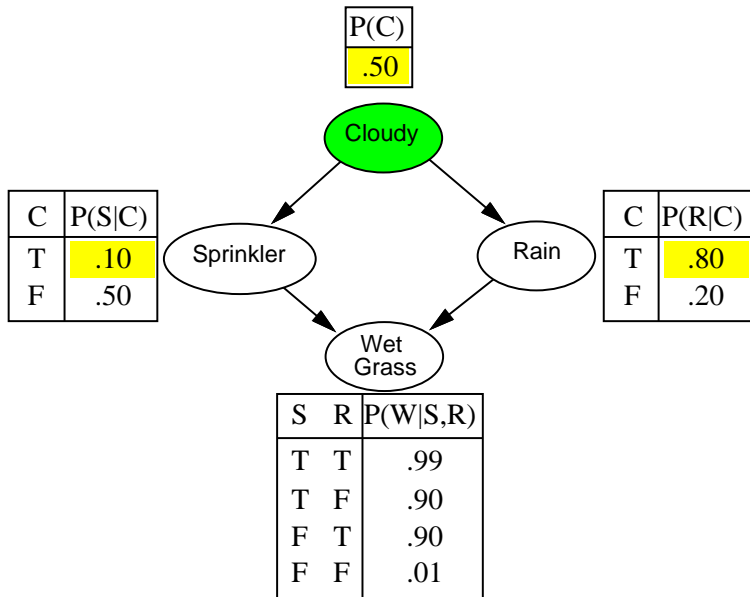 P(C)
.50
Cloudy
C P(S|C)
T .10
F .50
Sprinkler
Rain
C P(R|C)
T .80
F .20
Wet
Grass
S R P(W|S,R)
T T .99
T F .90
F T .90
F F .01